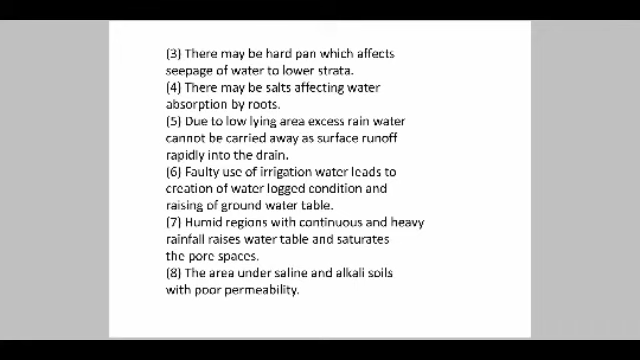 (3) There may be hard pan which affects
seepage of water to lower strata.
(4) There may be salts affecting water
absorption by roots.
(5) Due to low lying area excess rain water
cannot be carried away as surface runoff
rapidly into the drain.
(6) Faulty use of irrigation water leads to
creation of water logged condition and
raising of ground water table.
(7) Humid regions with continuous and heavy
rainfall raises water table and saturates
the pore spaces.
(8) The area under saline and alkali soils
with poor permeability.